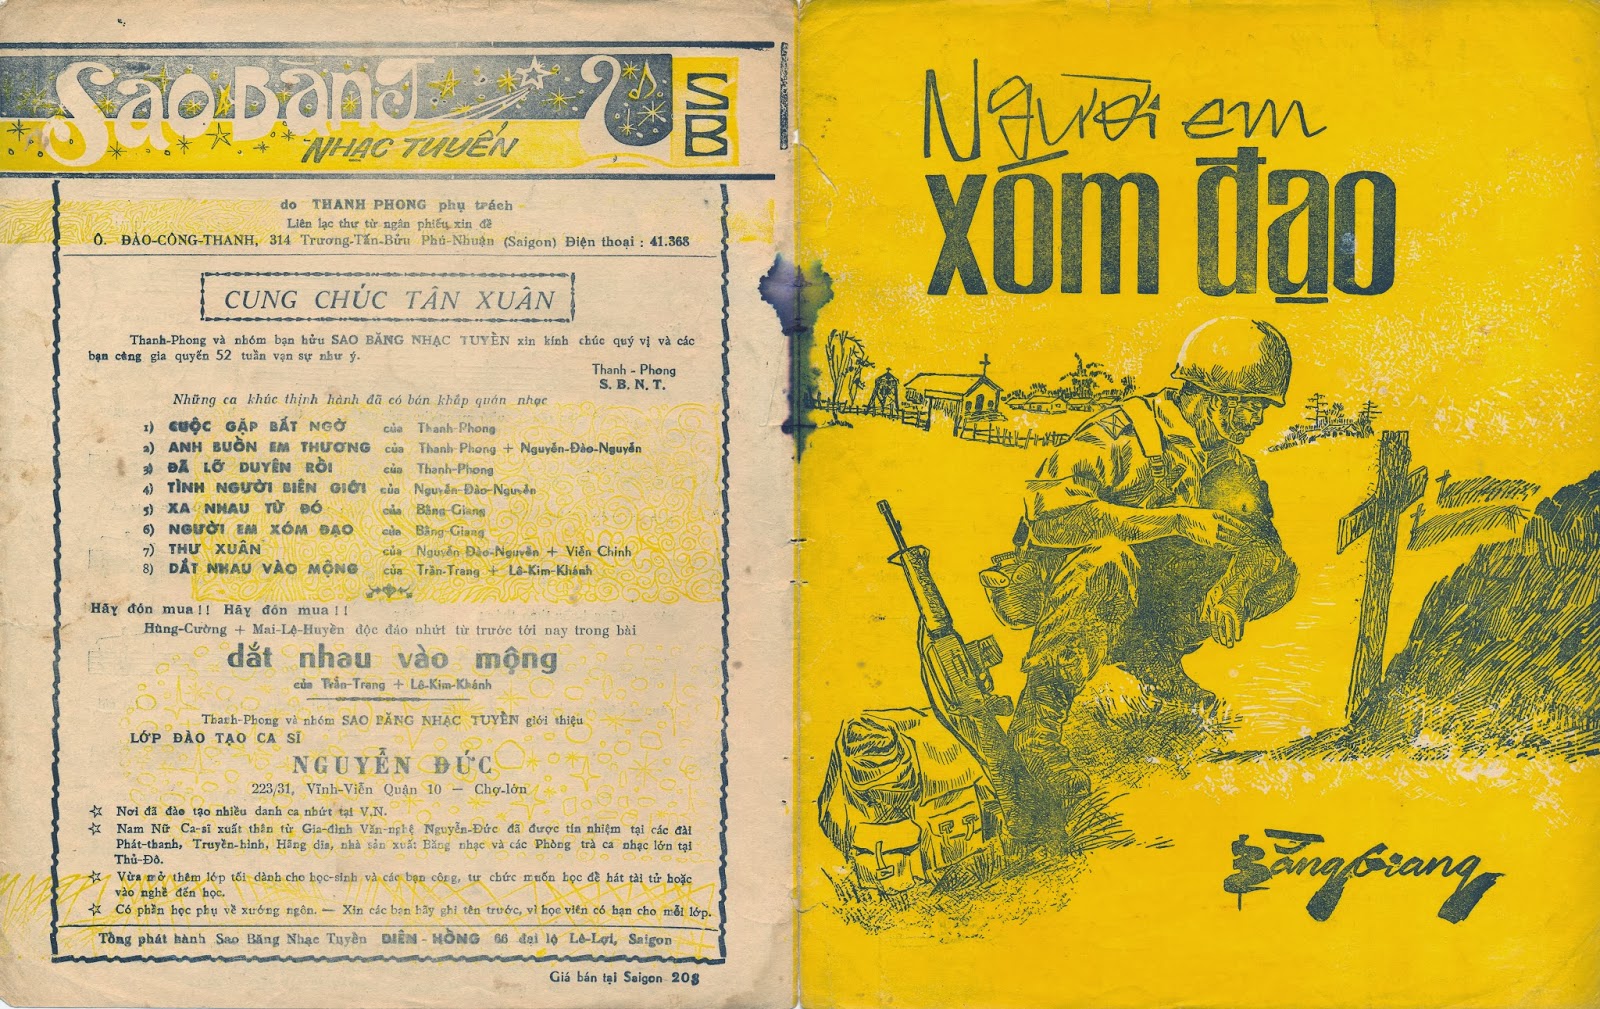 Sao Băng
NHẠC TUYỂN
SB
do THANH PHONG phụ trách
Liên lạc thư từ ngân phiếu xin đề
Ô. ĐÀO-CÔNG-THANH, 314 Trương-Tấn-Bửu Phú-Nhuận (Saigon) Điện thoại : 41.368
CUNG CHÚC TÂN XUÂN
Thanh-Phong và nhóm bạn hữu SAO BĂNG NHẠC TUYỀN xin kính chúc quý vị và các
bạn cùng gia quyến 52 tuần vạn sự như ý.
Thanh - Phong
S. B. N. T.
Những ca khúc thịnh hành đã có bán khắp quán nhạc
1) CUỘC GẶP BẤT NGỜ của Thanh-Phong
2) ANH BUỒN EM THƯƠNG của Thanh-Phong + Nguyễn-Đào-Nguyễn
3) ĐÃ LỠ DUYÊN RỒI của Thanh-Phong
4) TÌNH NGƯỜI BIÊN GIỚI của Nguyễn-Đào-Nguyễn
5) XA NHAU TỪ ĐÓ của Băng-Giang
6) NGƯỜI EM XÓM ĐẠO của Băng-Giang
7) THƯ XUÂN của Nguyễn Đào-Nguyễn + Viễn Chinh
8) DẮT NHAU VÀO MỘNG của Trần-Trang + Lê-Kim-Khánh
Hãy đón mua !! Hãy đón mua !!
Hùng-Cường + Mai-Lệ-Huyền độc đáo nhứt từ trước tới nay trong bài
dắt nhau vào mộng
của Trần-Trang + Lê-Kim-Khánh
Thanh-Phong và nhóm SAO BĂNG NHẠC TUYỀN giới thiệu
LỚP ĐÀO TẠO CA SĨ
NGUYỄN ĐỨC
223/31, Vĩnh-Viễn Quận 10 — Chợ-lớn
☆ Nơi đã đào tạo nhiều danh ca nhứt tại V.N.
☆ Nam Nữ Ca-sĩ xuất thân từ Gia-đình Văn-nghệ Nguyễn-Đức đã được tín nhiệm tại các đài
Phát-thanh, Truyền-hình, Hãng dĩa, nhà sản xuất Băng nhạc và các Phòng trà ca nhạc lớn tại
Thủ-Đô.
☆ Vừa mở thêm lớp tối dành cho học-sinh và các bạn công, tư chức muốn học để hát tài tử hoặc
vào nghề đến học.
☆ Có phần học phụ về xướng ngôn. — Xin các bạn hãy ghi tên trước, vì học viên có hạn cho mỗi lớp.
Tổng phát hành Sao Băng Nhạc Tuyền DIÊN - HỒNG 66 đại lộ Lê-Lợi, Saigon
Giá bán tại Saigon 20$
Người em
xóm đạo
Băng Giang